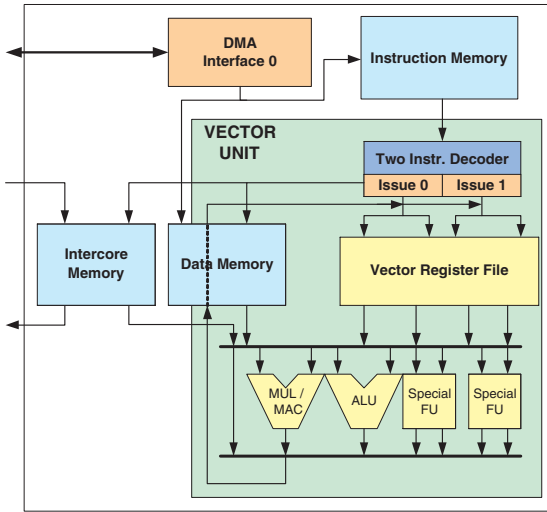 DMA
Interface 0
Instruction Memory
VECTOR
UNIT
Two Instr. Decoder
Issue 0
Issue 1
Intercore
Memory
Data Memory
Vector Register File
MUL /
MAC
ALU
Special
FU
Special
FU